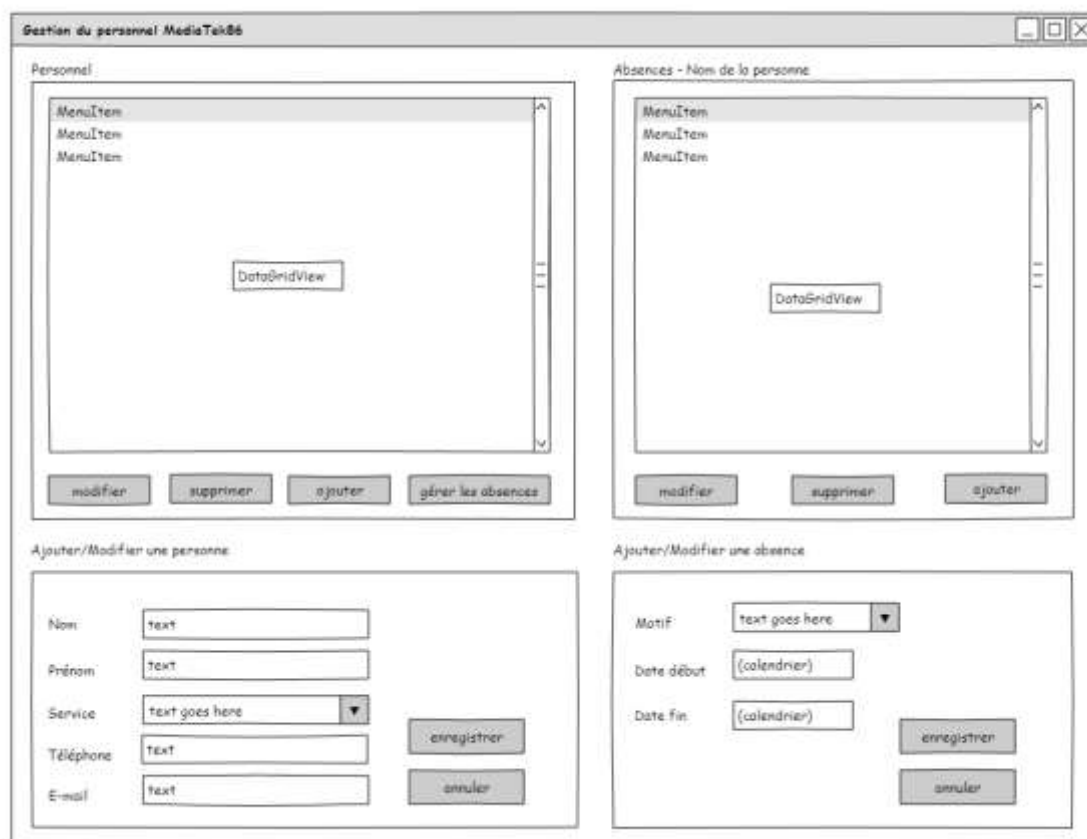 Gestion du personnel MediaTek86
Personnel
MenuItem
MenuItem
MenuItem
DataGridView
modifier
supprimer
ajouter
gérer les absences
Absences - Nom de la personne
MenuItem
MenuItem
MenuItem
DataGridView
modifier
supprimer
ajouter
Ajouter/Modifier une personne
Nom
text
Prénom
text
Service
text goes here
Téléphone
text
E-mail
text
enregistrer
annuler
Ajouter/Modifier une absence
Motif
text goes here
Date début
(calendrier)
Date fin
(calendrier)
enregistrer
annuler